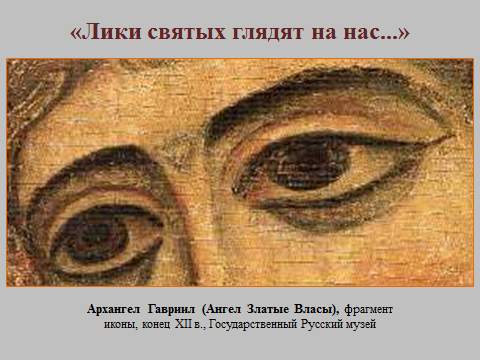 «Лики святых глядят на нас...»
Архангел Гавриил (Ангел Златые Власы), фрагмент
иконы, конец XII в., Государственный Русский музей